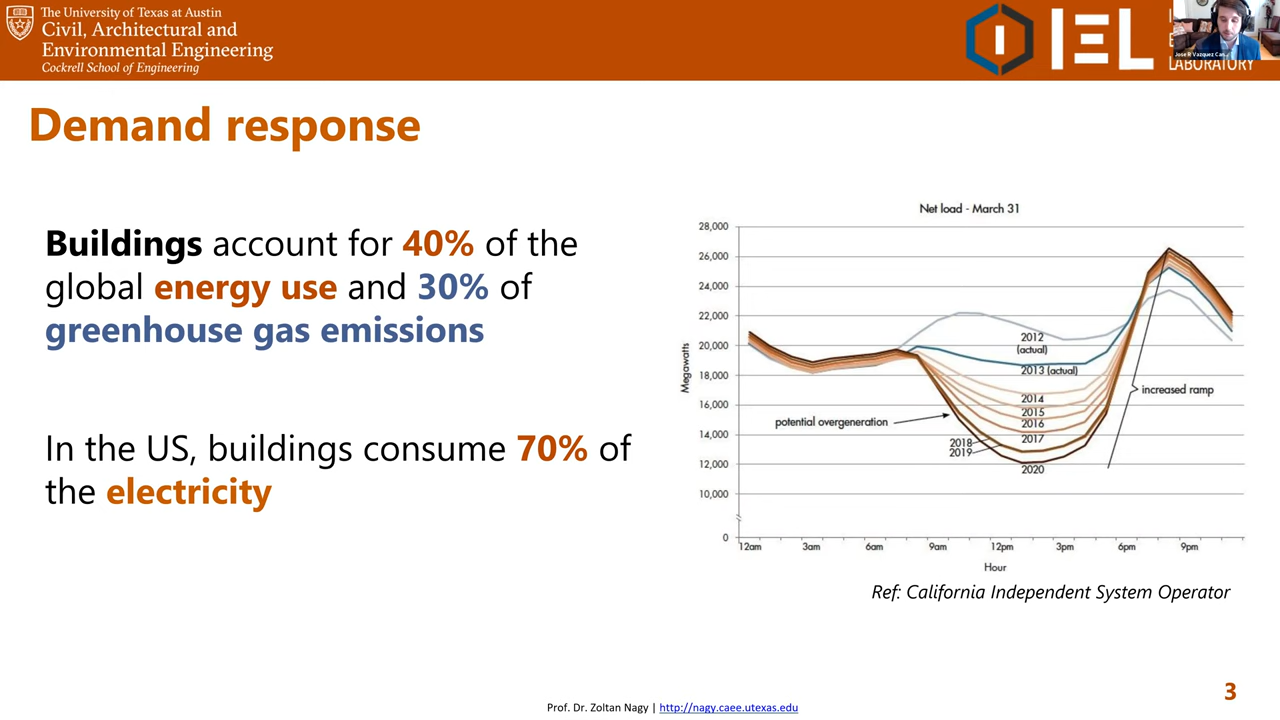 The University of Texas at Austin
Civil, Architectural and
Environmental Engineering
Cockrell School of Engineering
IEL
LABORATORY
Demand response
Buildings account for 40% of the
global energy use and 30% of
greenhouse gas emissions
In the US, buildings consume 70% of
the electricity
Net load - March 31
28,000
26,000
24,000
22,000
20,000
18,000
16,000
14,000
12,000
10,000
0
Megawatts
2012
(actual)
2013 (actual)
2014
2015
2016
2017
2018
2019
2020
potential overgeneration
increased ramp
12am 3am 6am 9am 12pm 3pm 6pm 9pm
Hour
Ref: California Independent System Operator
Prof. Dr. Zoltan Nagy | http://nagy.caee.utexas.edu
3